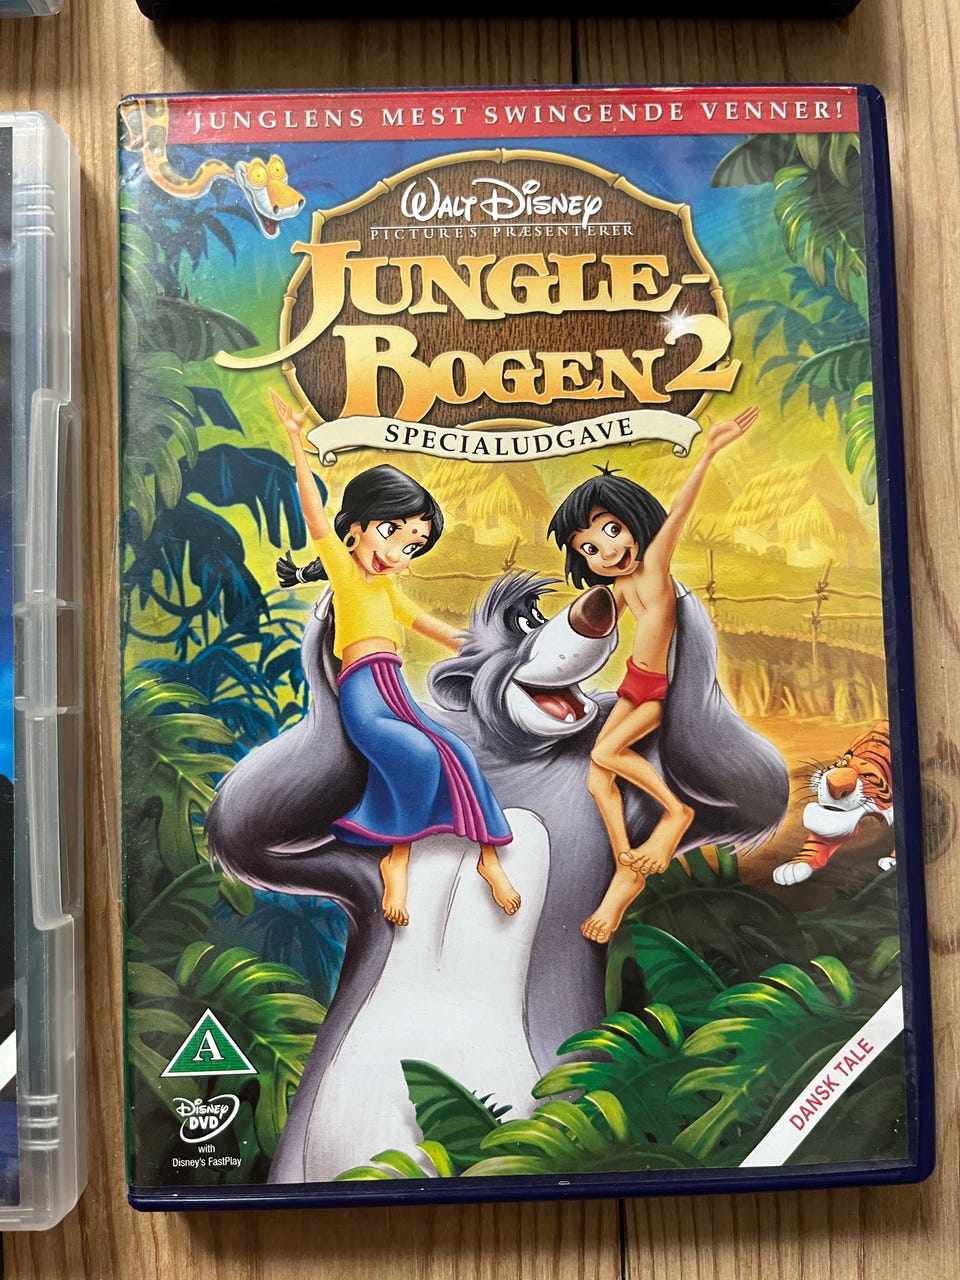 JUNGLENS MEST SWINGENDE VENNER!
WALT DISNEY
PICTURES PRÆSENTERER
JUNGLE-
BOGEN 2
SPECIALUDGAVE
A
DISNEY
DVD
with
Disney's FastPlay
DANSK TALE